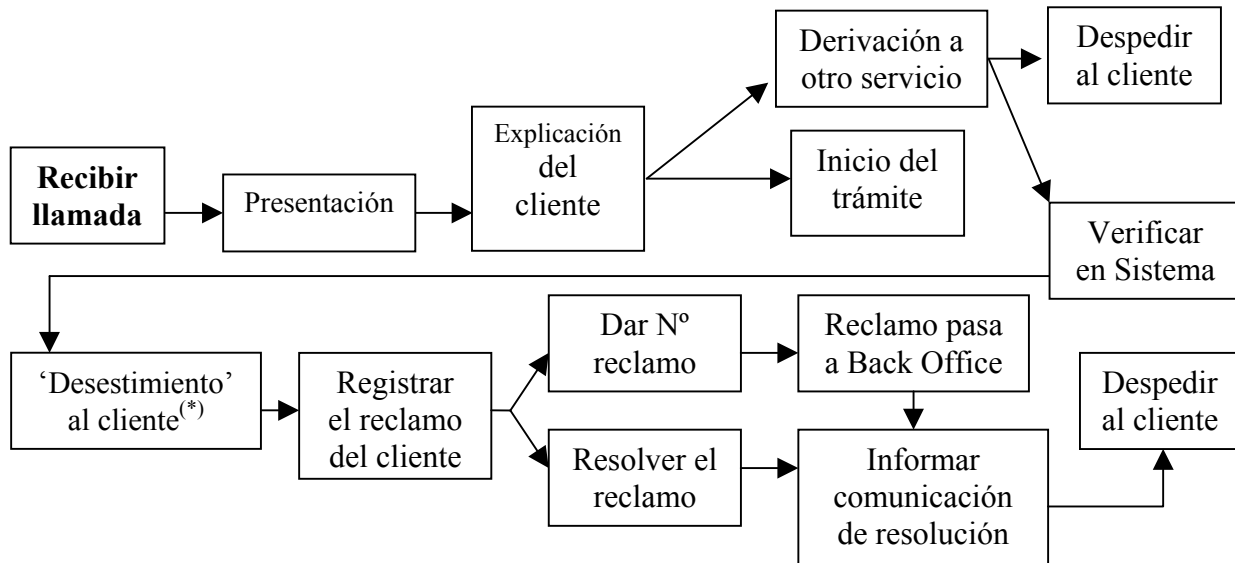 Recibir
llamada
Presentación
Explicación
del
cliente
Derivación a
otro servicio
Despedir
al cliente
Inicio del
trámite
Verificar
en Sistema
‘Desestimiento’
al cliente(*)
Registrar
el reclamo
del cliente
Dar Nº
reclamo
Reclamo pasa
a Back Office
Resolver el
reclamo
Informar
comunicación
de resolución
Despedir
al cliente